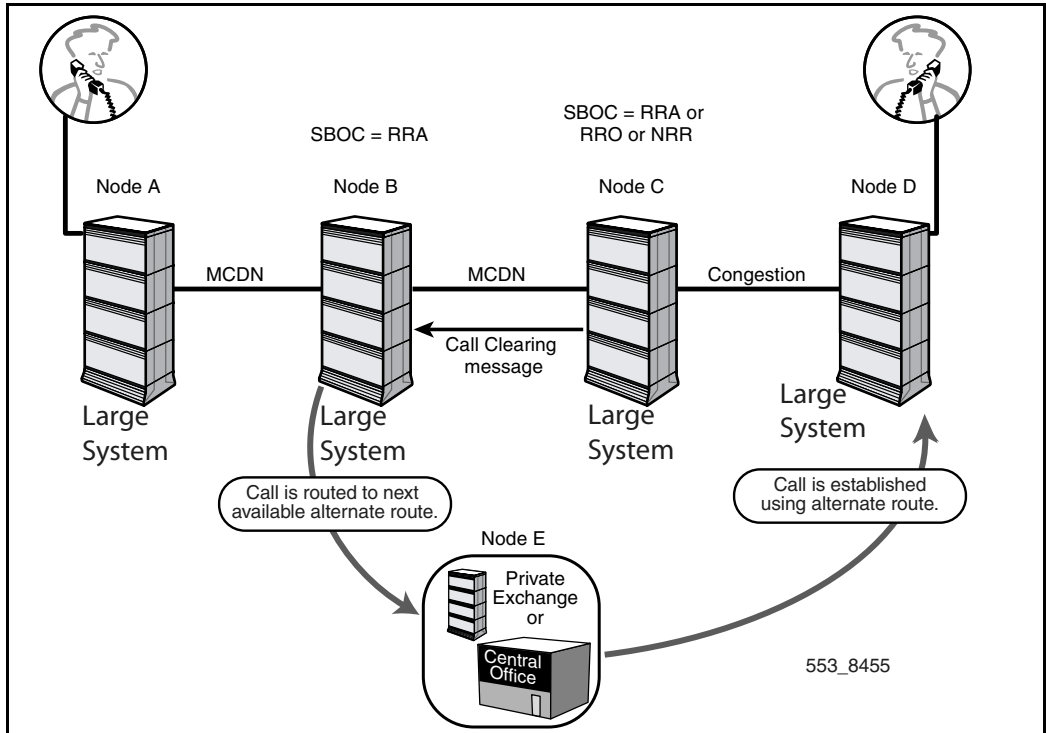 SBOC = RRA
SBOC = RRA or
RRO or NRR
Node A
Node B
Node C
Node D
MCDN
MCDN
Congestion
Call Clearing
message
Large
System
Large
System
Large
System
Large
System
Call is routed to next
available alternate route.
Call is established
using alternate route.
Node E
Private
Exchange
or
Central
Office
553_8455